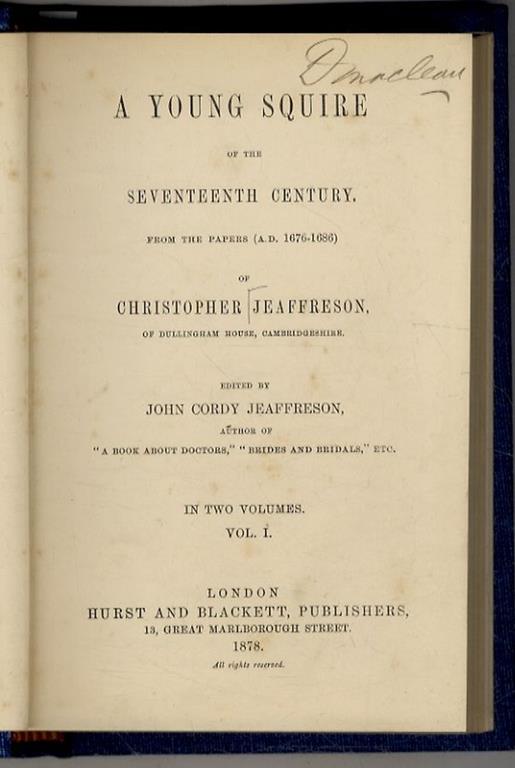 D Maclean
A YOUNG SQUIRE
OF THE
SEVENTEENTH CENTURY.
FROM THE PAPERS (A.D. 1676-1686)
OF
CHRISTOPHER JEAFFRESON,
OF DULLINGHAM HOUSE, CAMBRIDGESHIRE.
EDITED BY
JOHN CORDY JEAFFRESON,
AUTHOR OF
"A BOOK ABOUT DOCTORS," "BRIDES AND BRIDALS," ETC.
IN TWO VOLUMES.
VOL. I.
LONDON
HURST AND BLACKETT, PUBLISHERS,
13, GREAT MARLBOROUGH STREET.
1878.
All rights reserved.